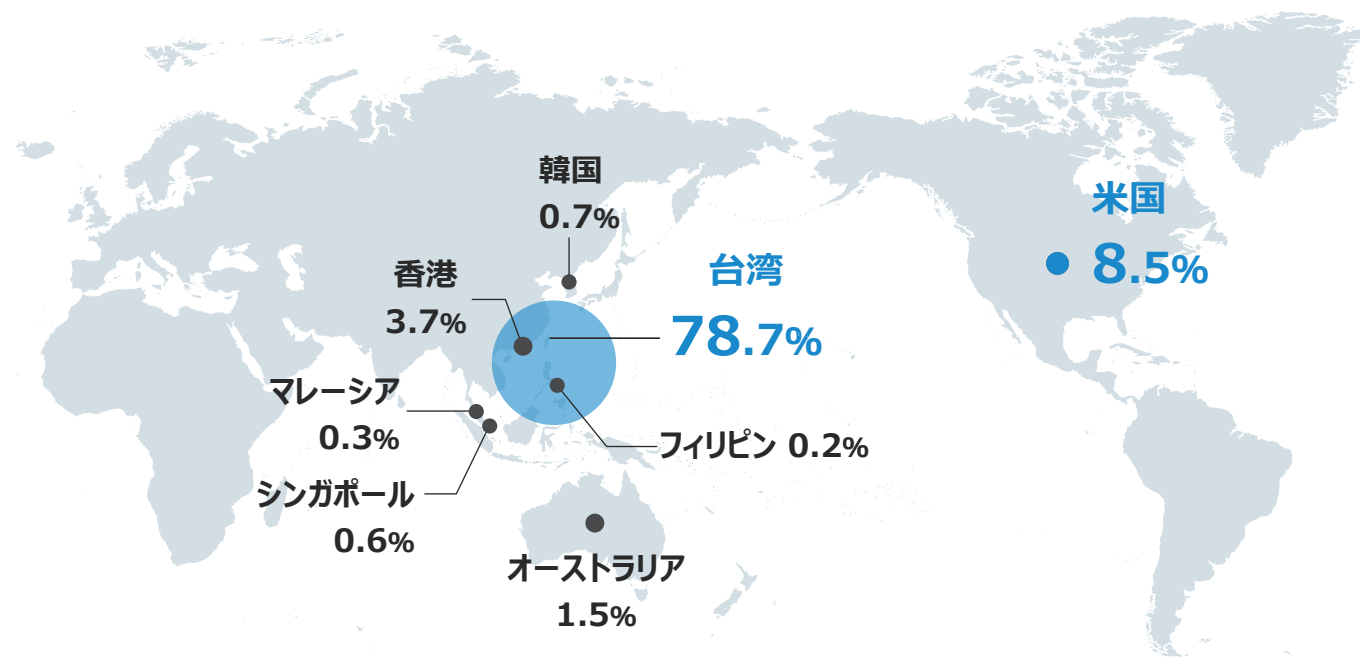 韓国
0.7%
米国
8.5%
香港
3.7%
台湾
78.7%
マレーシア
0.3%
フィリピン 0.2%
シンガポール
0.6%
オーストラリア
1.5%